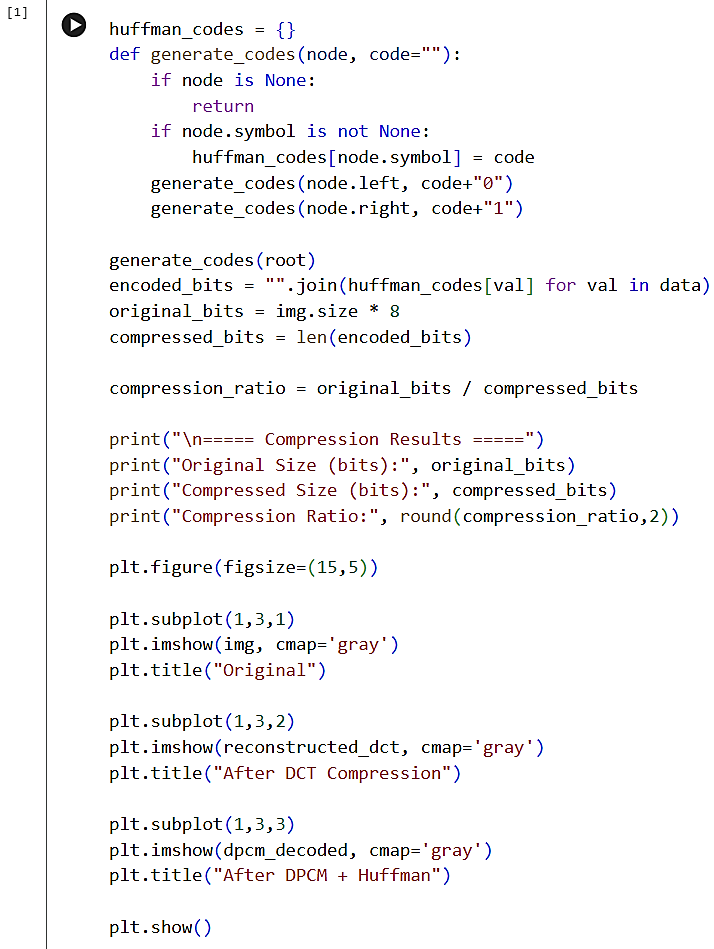 [1]
huffman_codes = {}
def generate_codes(node, code=""):
    if node is None:
        return
    if node.symbol is not None:
        huffman_codes[node.symbol] = code
    generate_codes(node.left, code+"0")
    generate_codes(node.right, code+"1")

generate_codes(root)
encoded_bits = "".join(huffman_codes[val] for val in data)
original_bits = img.size * 8
compressed_bits = len(encoded_bits)

compression_ratio = original_bits / compressed_bits

print("\n===== Compression Results =====")
print("Original Size (bits):", original_bits)
print("Compressed Size (bits):", compressed_bits)
print("Compression Ratio:", round(compression_ratio,2))

plt.figure(figsize=(15,5))

plt.subplot(1,3,1)
plt.imshow(img, cmap='gray')
plt.title("Original")

plt.subplot(1,3,2)
plt.imshow(reconstructed_dct, cmap='gray')
plt.title("After DCT Compression")

plt.subplot(1,3,3)
plt.imshow(dpcm_decoded, cmap='gray')
plt.title("After DPCM + Huffman")

plt.show()